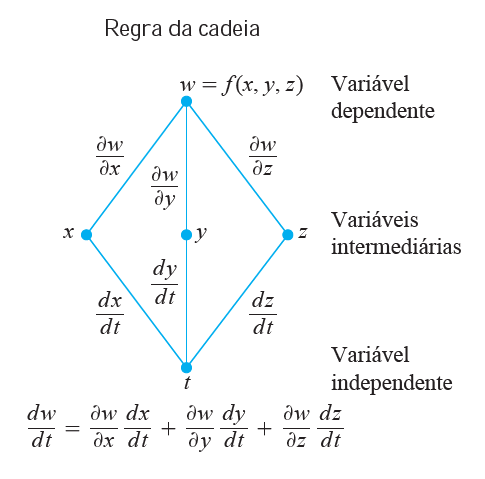 Regra da cadeia
w = f(x, y, z)
Variável
dependente
∂w/∂x
∂w/∂y
∂w/∂z
x
y
z
Variáveis
intermediárias
dx/dt
dy/dt
dz/dt
Variável
independente
t
dw/dt = ∂w/∂x dx/dt + ∂w/∂y dy/dt + ∂w/∂z dz/dt